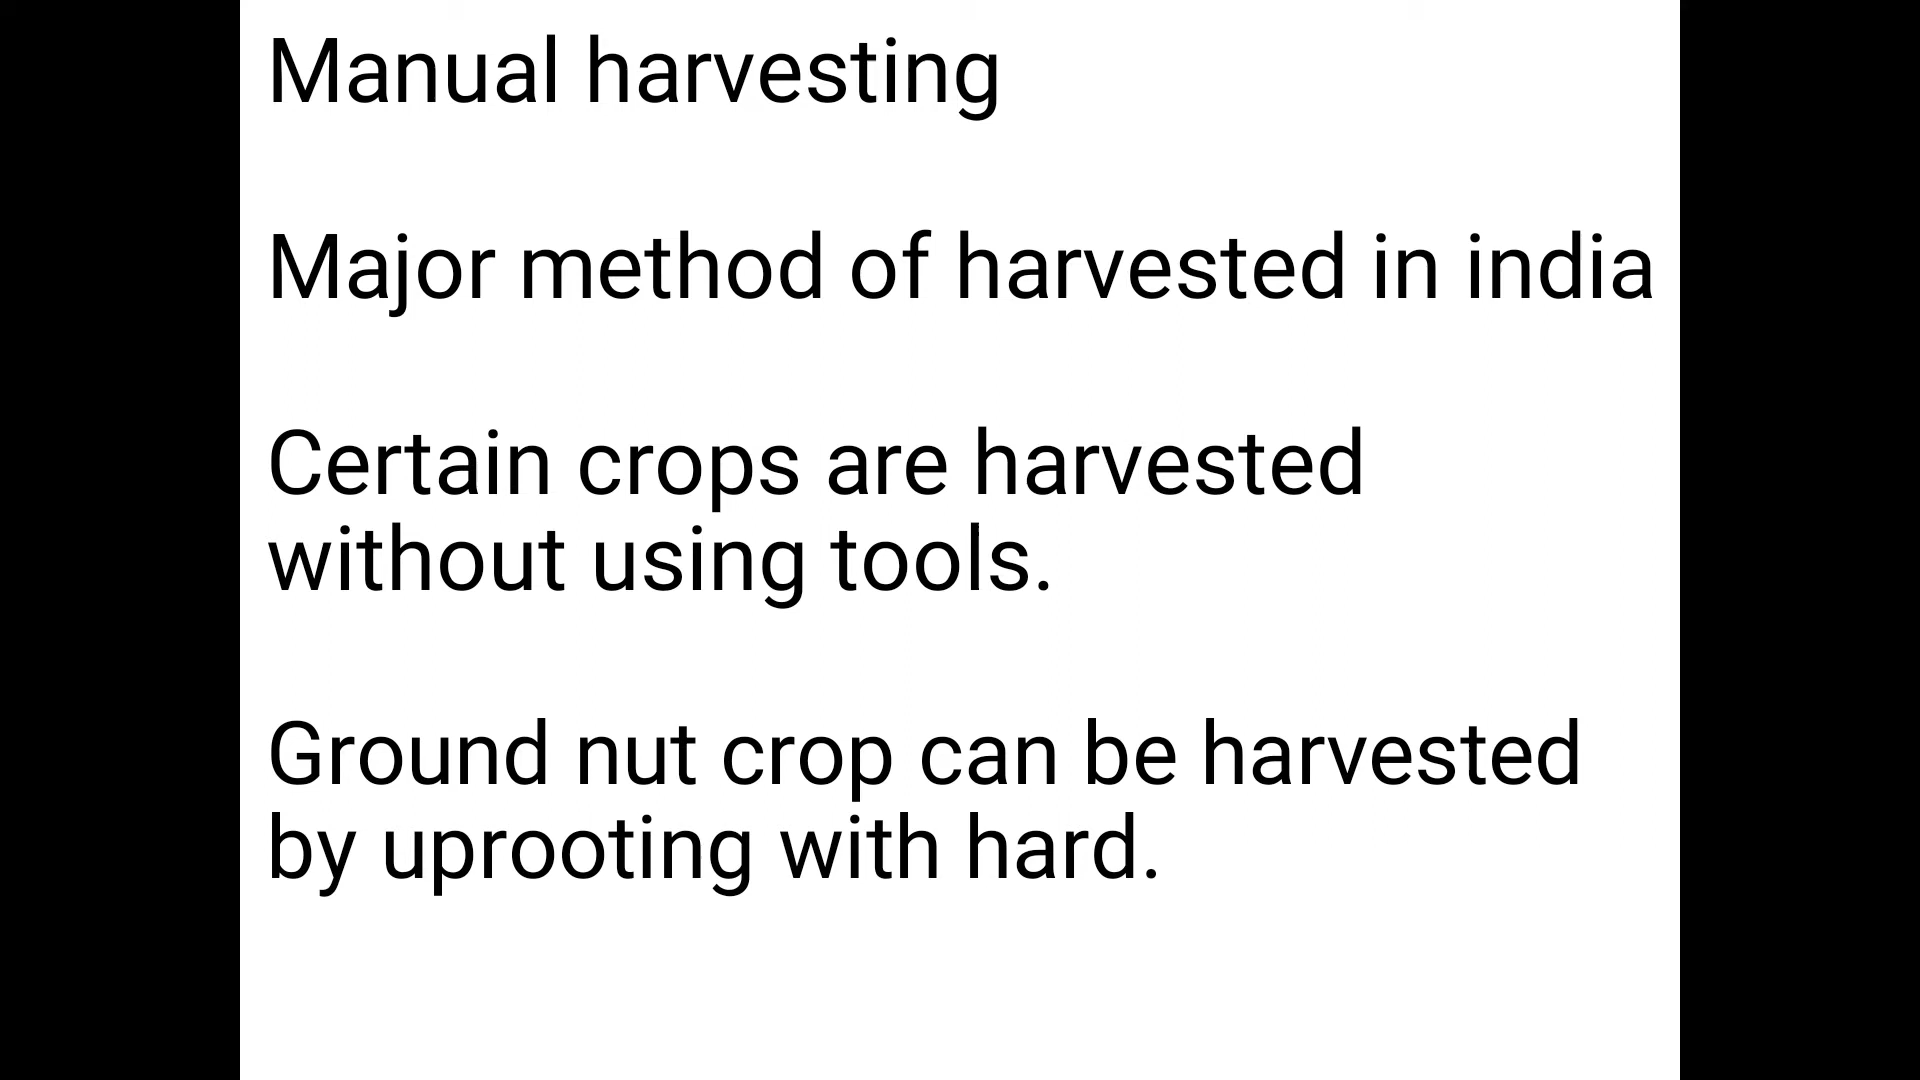 Manual harvesting
Major method of harvested in india
Certain crops are harvested
without using tools.
Ground nut crop can be harvested
by uprooting with hard.